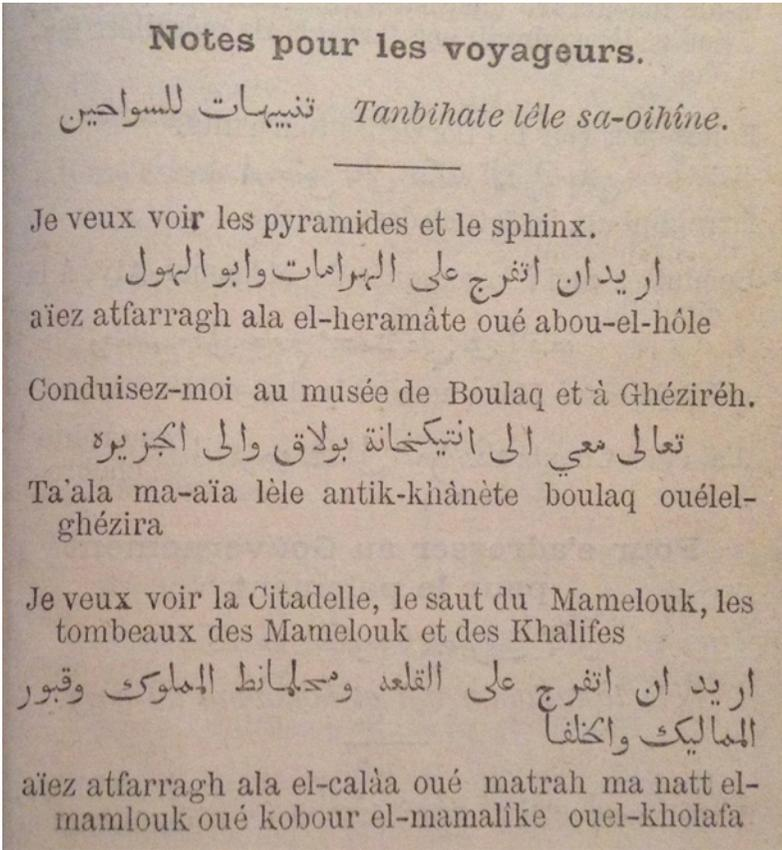 Notes pour les voyageurs.
تنبيهات للسواحين Tanbihate lêle sa-oihîne.
Je veux voir les pyramides et le sphinx.
اريد ان اتفرج على الهرامات وابو الهول
aïez atfarragh ala el-heramâte oué abou-el-hôle
Conduisez-moi au musée de Boulaq et à Ghéziréh.
تعالى معي الى انتيكخانة بولاق والى الجزيره
Ta'ala ma-aïa lèle antik-khânète boulaq ouélel-
ghézira
Je veux voir la Citadelle, le saut du Mamelouk, les
tombeaux des Mamelouk et des Khalifes
اريد ان اتفرج على القلعه ومحلمانط المملوك وقبور
المماليك والخلفا
aïez atfarragh ala el-calàa oué matrah ma natt el-
mamlouk oué kobour el-mamalike ouel-kholafa